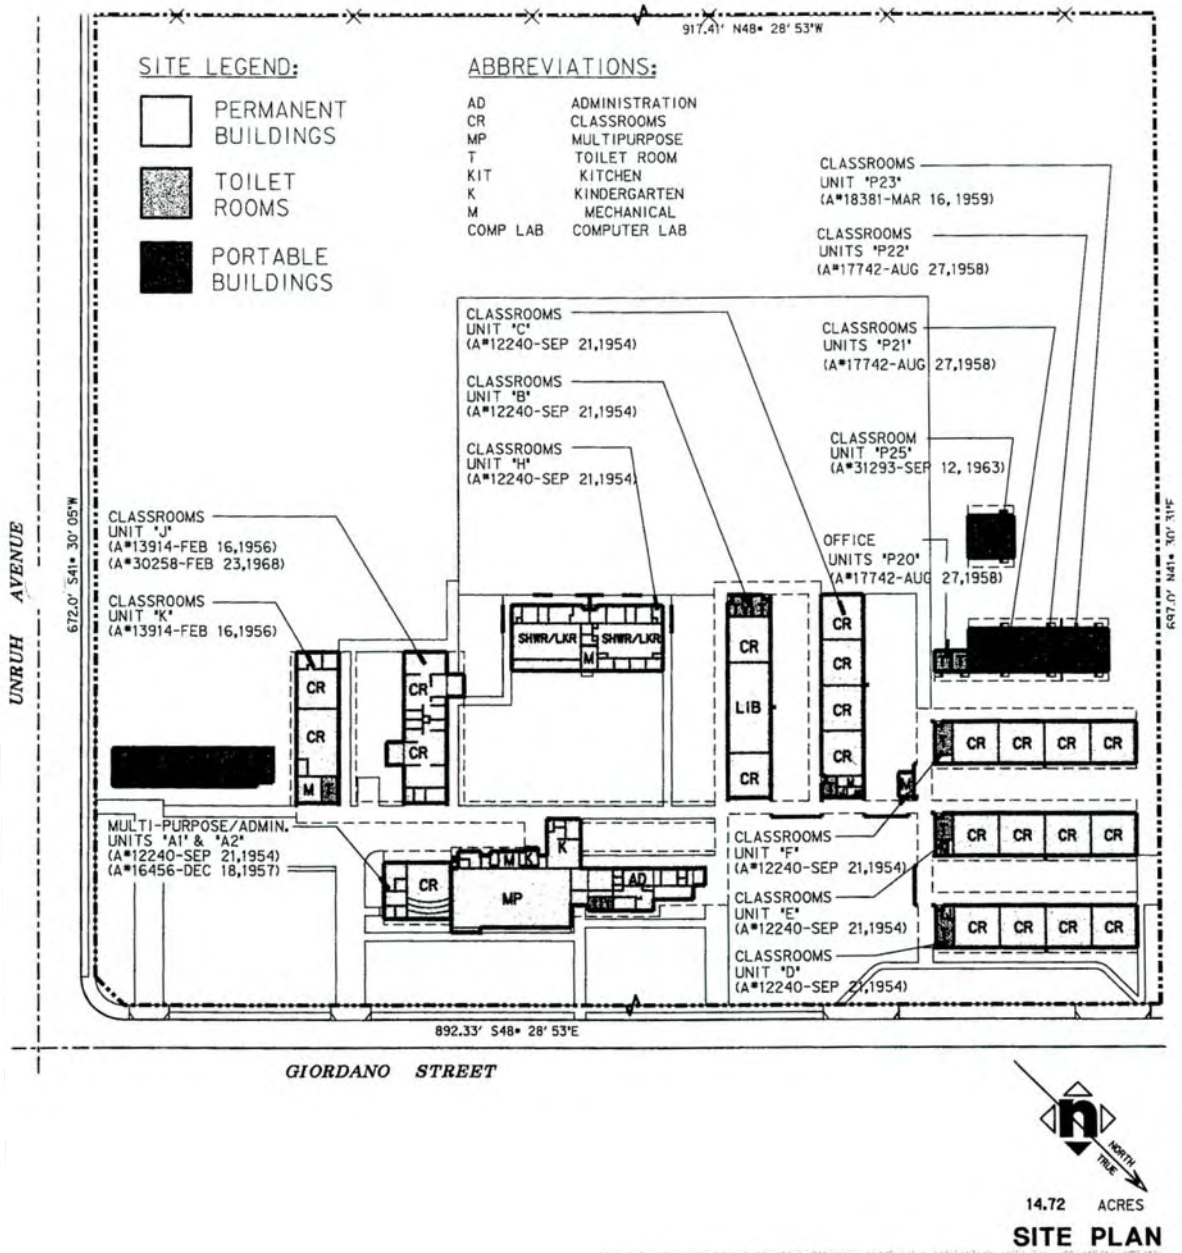 917.41' N48• 28' 53"W
SITE LEGEND:
PERMANENT
BUILDINGS
TOILET
ROOMS
PORTABLE
BUILDINGS
ABBREVIATIONS:
AD ADMINISTRATION
CR CLASSROOMS
MP MULTIPURPOSE
T TOILET ROOM
KIT KITCHEN
K KINDERGARTEN
M MECHANICAL
COMP LAB COMPUTER LAB
CLASSROOMS
UNIT "P23"
(A#18381-MAR 16, 1959)
CLASSROOMS
UNITS "P22"
(A#17742-AUG 27,1958)
CLASSROOMS
UNITS "P21"
(A#17742-AUG 27,1958)
CLASSROOM
UNIT "P25"
(A#31293-SEP 12, 1963)
OFFICE
UNITS "P20"
(A#17742-AUG 27,1958)
CLASSROOMS
UNIT "C"
(A#12240-SEP 21,1954)
CLASSROOMS
UNIT "B"
(A#12240-SEP 21,1954)
CLASSROOMS
UNIT "H"
(A#12240-SEP 21,1954)
CLASSROOMS
UNIT "J"
(A#13914-FEB 16,1956)
(A#30258-FEB 23,1968)
CLASSROOMS
UNIT "K"
(A#13914-FEB 16,1956)
UNRUH AVENUE
672.0' S41• 30' 05"W
697.0' N41• 30' 31"E
SHWR/LKR
SHWR/LKR
M
CR
CR
M
CR
CR
CR
LIB
CR
CR
CR
CR
CR
M
M
CR CR CR CR
CR CR CR CR
CR CR CR CR
MULTI-PURPOSE/ADMIN.
UNITS "A1" & "A2"
(A#12240-SEP 21,1954)
(A#16456-DEC 18,1957)
CR
M
K
K
MP
AD
CLASSROOMS
UNIT "F"
(A#12240-SEP 21,1954)
CLASSROOMS
UNIT "E"
(A#12240-SEP 21,1954)
CLASSROOMS
UNIT "D"
(A#12240-SEP 21,1954)
892.33' S48• 28' 53"E
GIORDANO STREET
n
NORTH
TRUE
14.72 ACRES
SITE PLAN